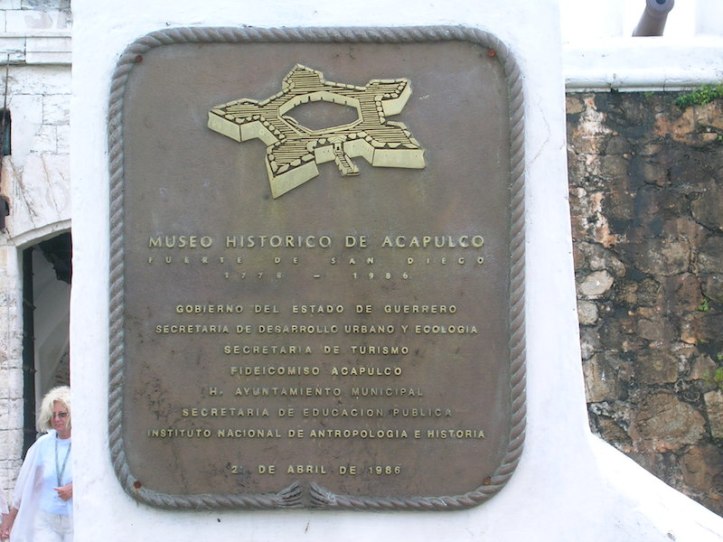 MUSEO HISTORICO DE ACAPULCO
FUERTE DE SAN DIEGO
1778 - 1986
GOBIERNO DEL ESTADO DE GUERRERO
SECRETARIA DE DESARROLLO URBANO Y ECOLOGIA
SECRETARIA DE TURISMO
FIDEICOMISO ACAPULCO
H. AYUNTAMIENTO MUNICIPAL
SECRETARIA DE EDUCACION PUBLICA
INSTITUTO NACIONAL DE ANTROPOLOGIA E HISTORIA
DE ABRIL DE 1986